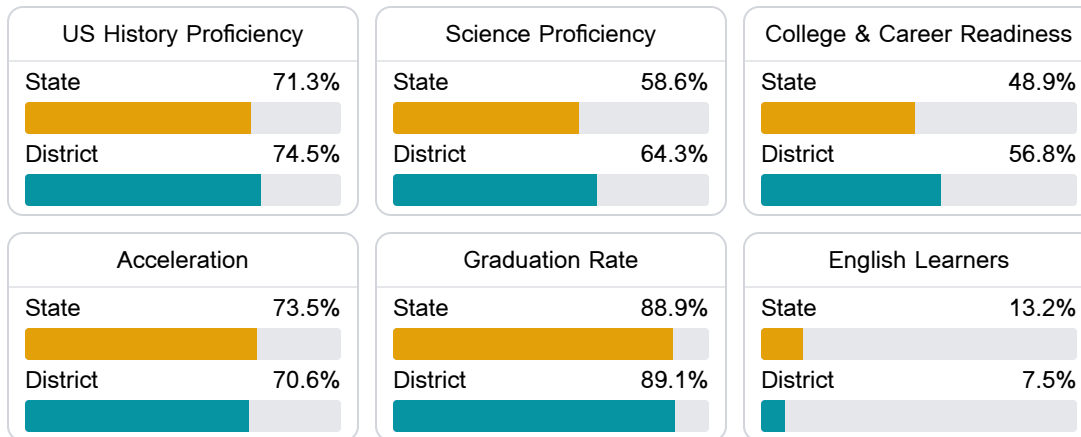 US History Proficiency
State 71.3%
District 74.5%
Science Proficiency
State 58.6%
District 64.3%
College & Career Readiness
State 48.9%
District 56.8%
Acceleration
State 73.5%
District 70.6%
Graduation Rate
State 88.9%
District 89.1%
English Learners
State 13.2%
District 7.5%